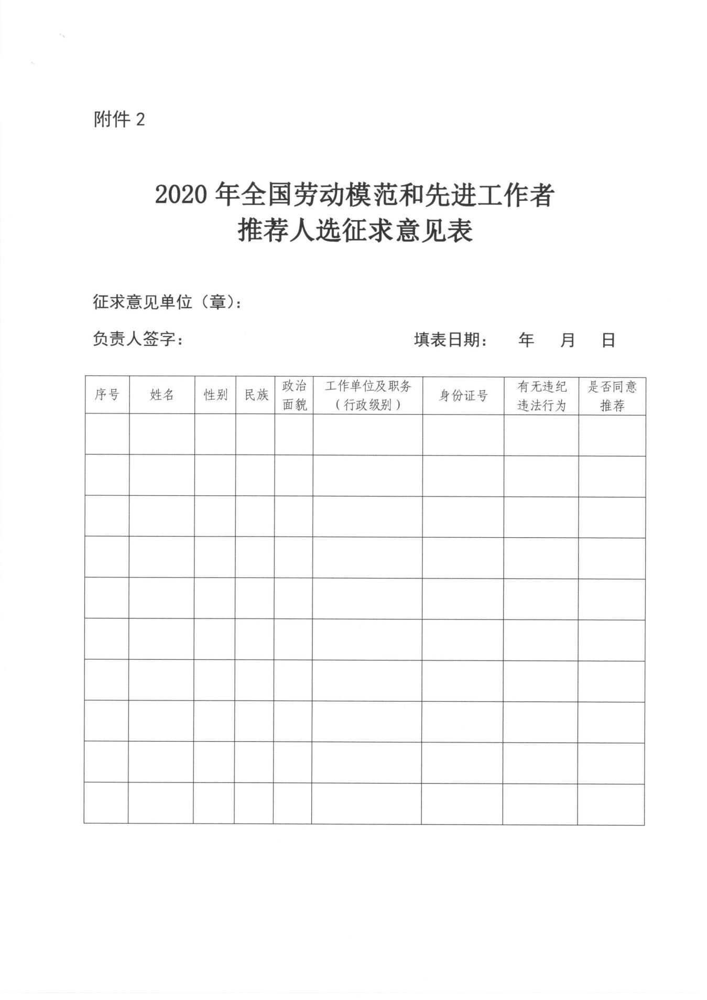 附件 2
2020 年全国劳动模范和先进工作者
推荐人选征求意见表
征求意见单位（章）：
负责人签字： 填表日期： 年 月 日
序号 姓名 性别 民族 政治面貌 工作单位及职务（行政级别） 身份证号 有无违纪违法行为 是否同意推荐